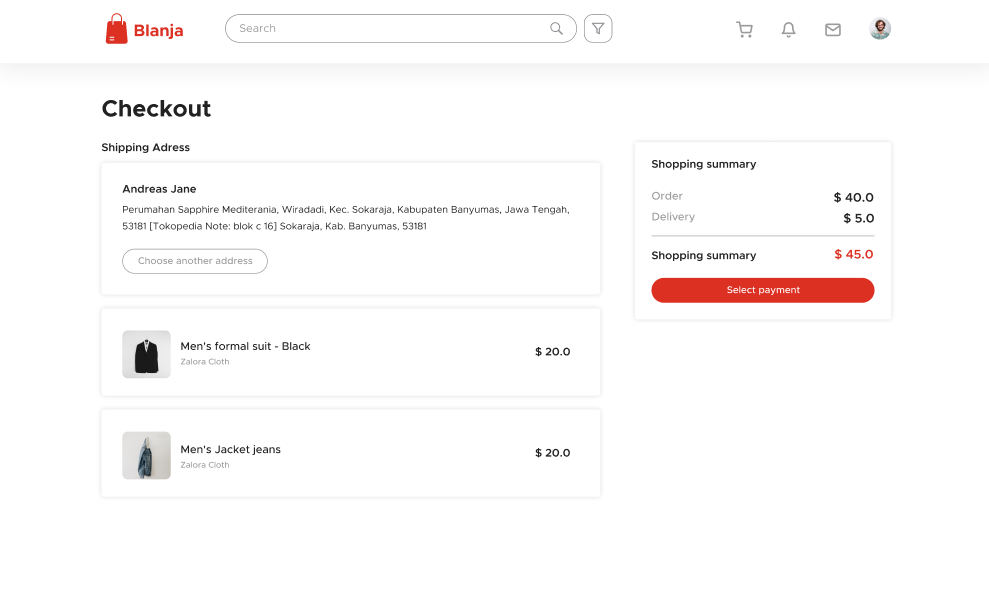 Blanja
Search
Checkout
Shipping Adress
Andreas Jane
Perumahan Sapphire Mediterania, Wiradadi, Kec. Sokaraja, Kabupaten Banyumas, Jawa Tengah,
53181 [Tokopedia Note: blok c 16] Sokaraja, Kab. Banyumas, 53181
Choose another address
Men's formal suit - Black
Zalora Cloth
$ 20.0
Men's Jacket jeans
Zalora Cloth
$ 20.0
Shopping summary
Order $ 40.0
Delivery $ 5.0
Shopping summary $ 45.0
Select payment